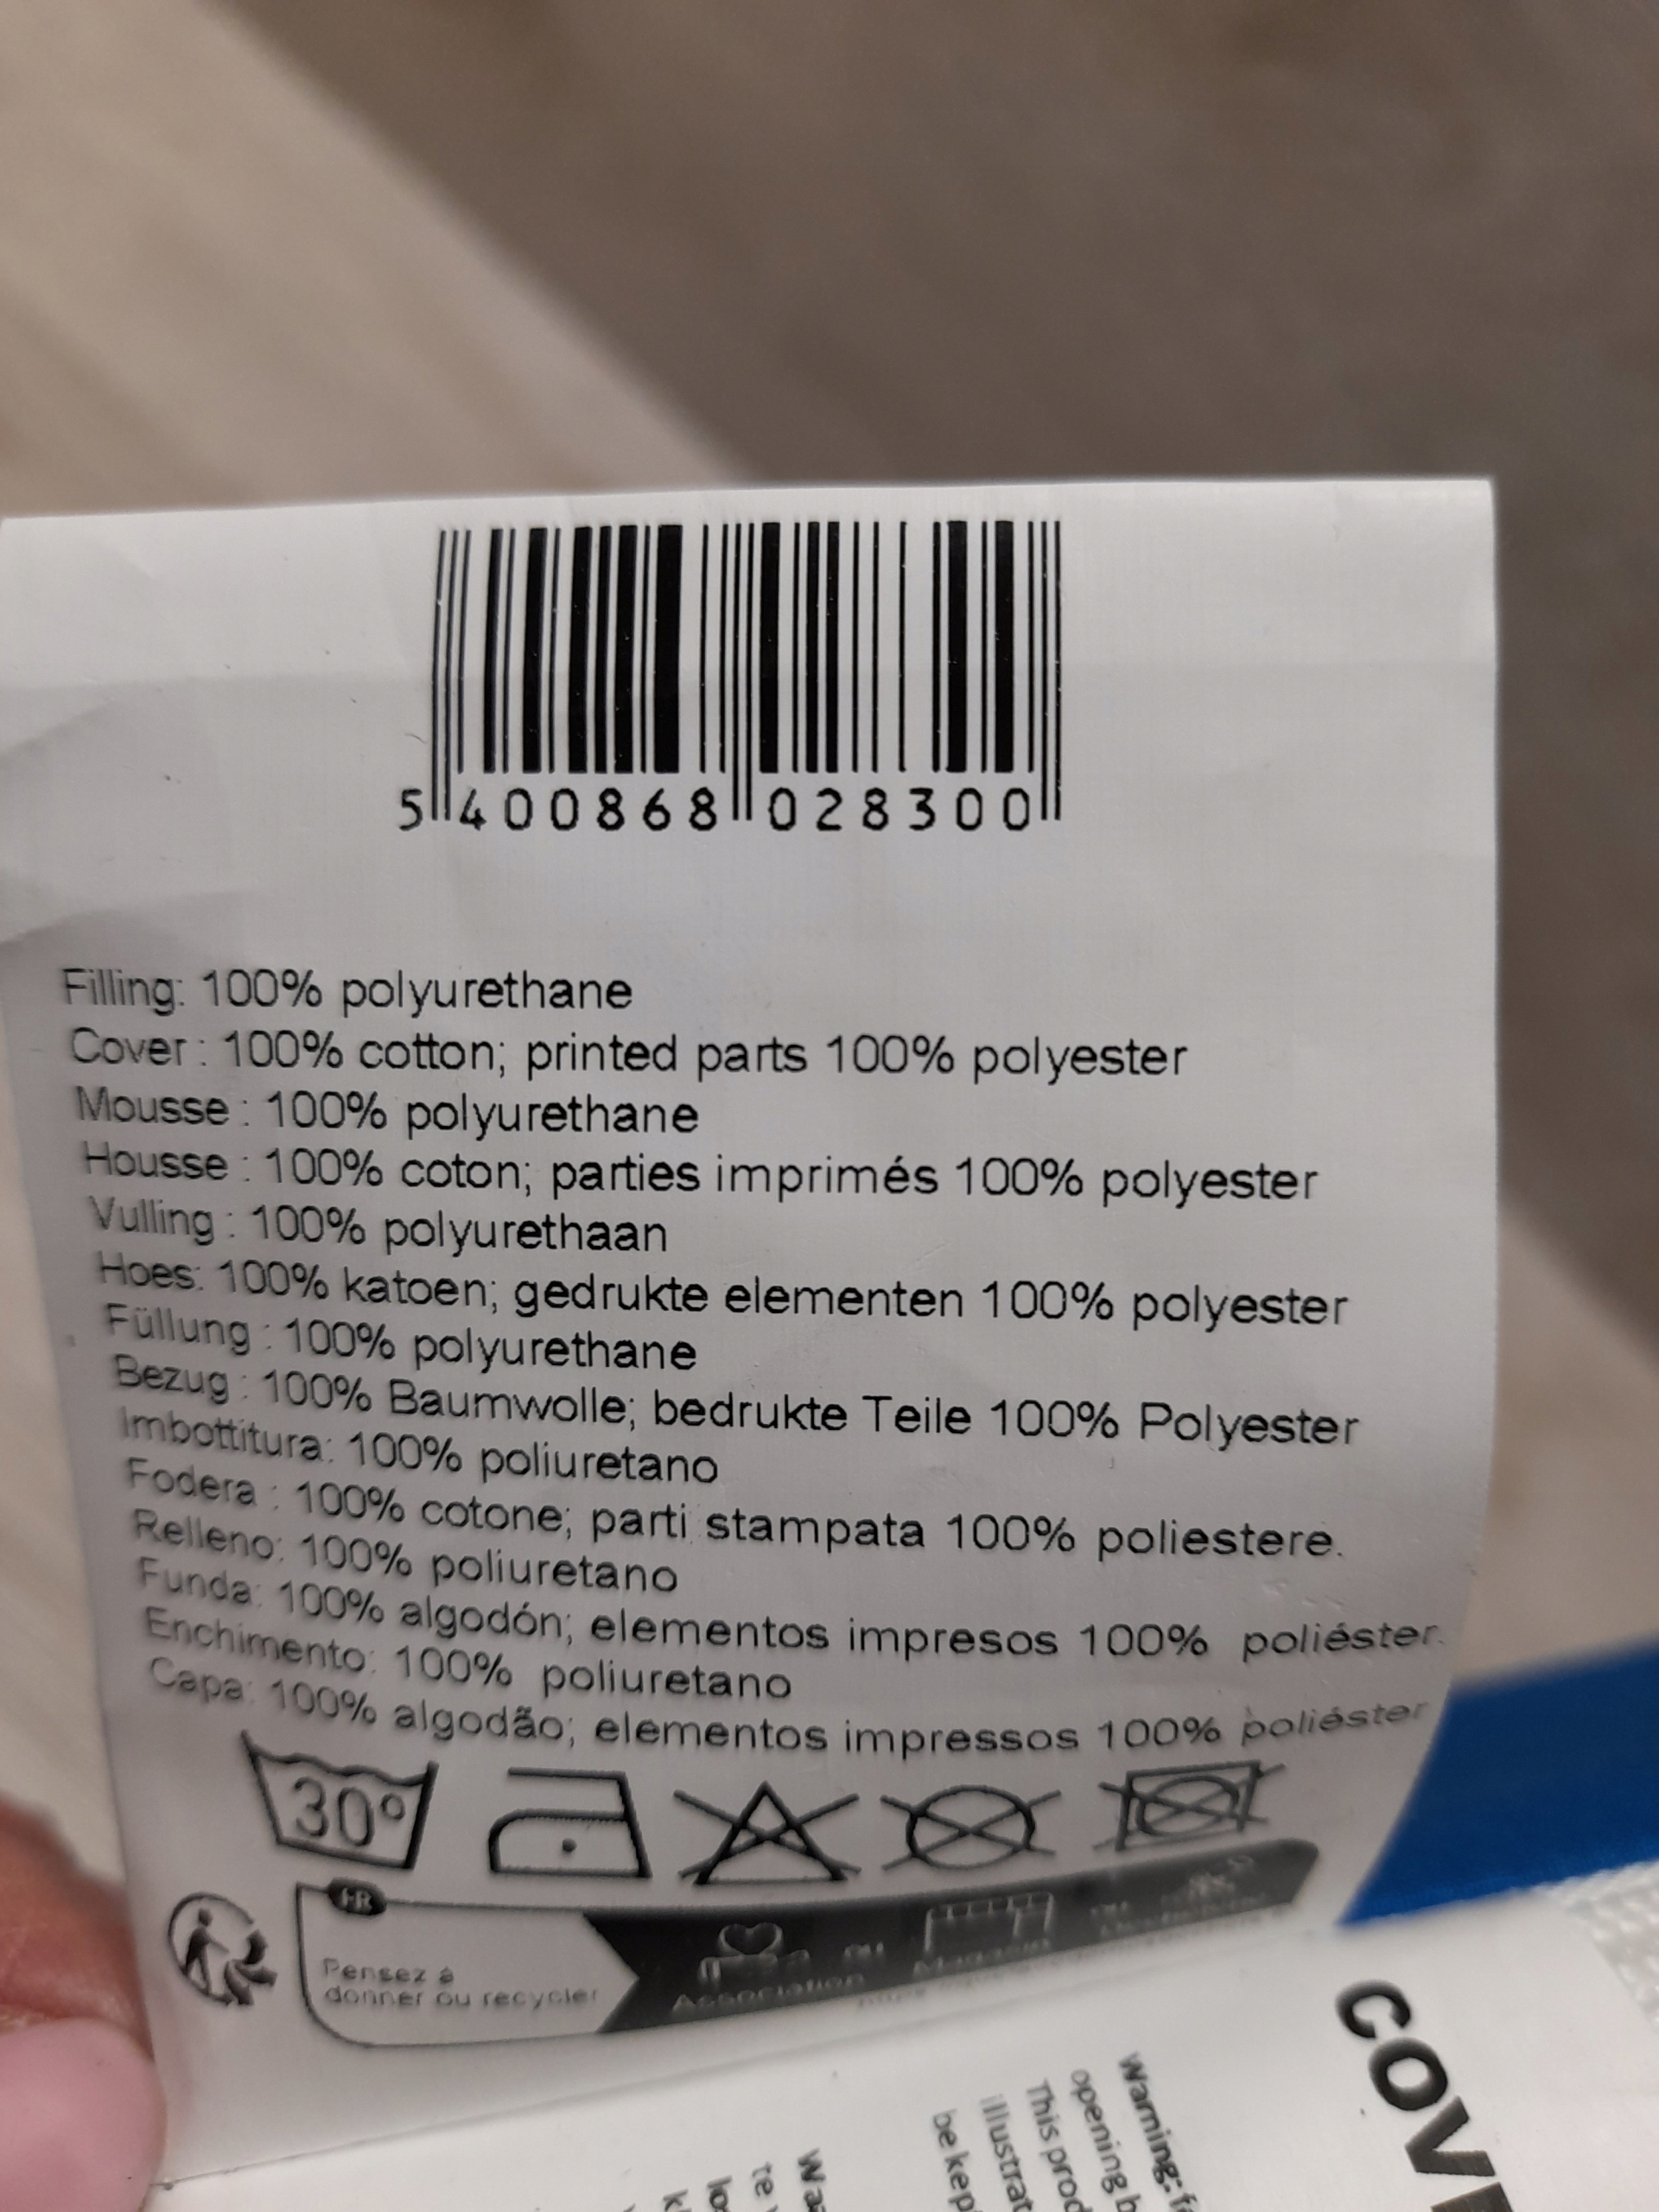 5 400868 028300
Filling: 100% polyurethane
Cover : 100% cotton; printed parts 100% polyester
Mousse : 100% polyurethane
Housse : 100% coton; parties imprimés 100% polyester
Vulling : 100% polyurethaan
Hoes: 100% katoen; gedrukte elementen 100% polyester
Füllung : 100% polyurethane
Bezug : 100% Baumwolle; bedrukte Teile 100% Polyester
Imbottitura: 100% poliuretano
Fodera : 100% cotone; parti stampata 100% poliestere.
Relleno: 100% poliuretano
Funda: 100% algodón; elementos impresos 100% poliéster.
Enchimento: 100% poliuretano
Capa: 100% algodão; elementos impressos 100% poliéster
30°
FR
Pensez à
donner ou recycler
Association ou Magasin ou
COV
Warning:
opening
This
be
te